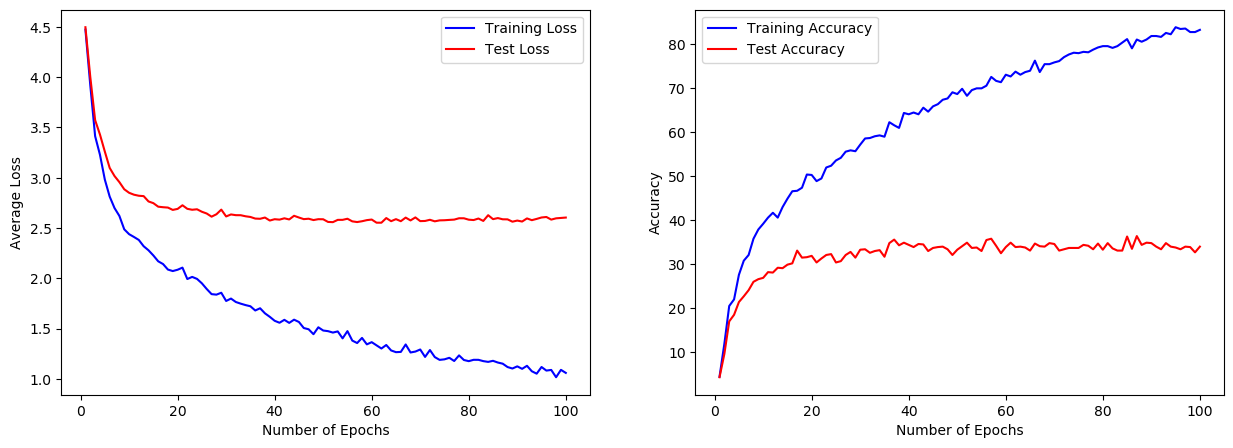 Training Loss
Test Loss
4.5
4.0
3.5
3.0
2.5
2.0
1.5
1.0
Average Loss
0 20 40 60 80 100
Number of Epochs
Training Accuracy
Test Accuracy
80
70
60
50
40
30
20
10
Accuracy
0 20 40 60 80 100
Number of Epochs